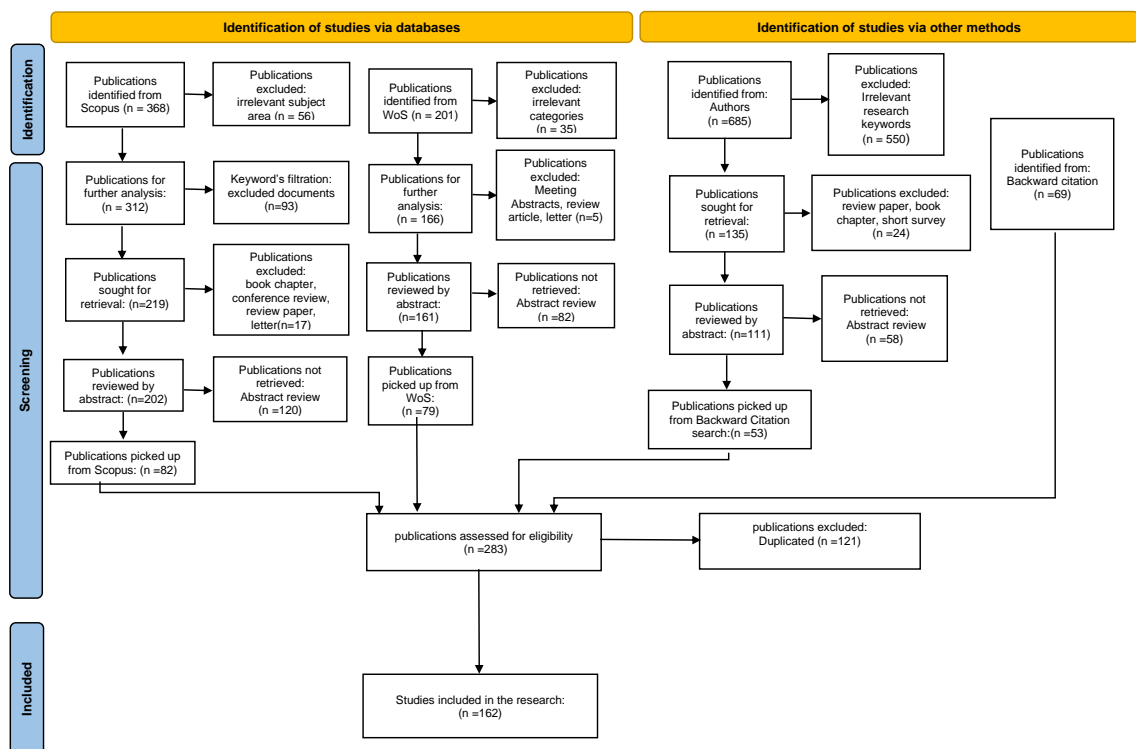 Identification of studies via databases
Identification of studies via other methods
Identification
Screening
Included
Publications
identified from
Scopus (n = 368)
Publications
excluded:
irrelevant subject
area (n = 56)
Publications for
further analysis:
(n = 312)
Keyword's filtration:
excluded documents
(n=93)
Publications
sought for
retrieval: (n=219)
Publications
excluded:
book chapter,
conference review,
review paper,
letter(n=17)
Publications
reviewed by
abstract: (n=202)
Publications not
retrieved:
Abstract review
(n =120)
Publications picked up
from Scopus: (n =82)
Publications
identified from
WoS (n = 201)
Publications
excluded:
irrelevant
categories
(n = 35)
Publications for
further
analysis:
(n = 166)
Publications
excluded:
Meeting
Abstracts, review
article, letter (n=5)
Publications
reviewed by
abstract:
(n=161)
Publications not
retrieved:
Abstract review
(n =82)
Publications
picked up from
WoS:
(n =79)
Publications
identified from:
Authors
(n =685)
Publications
excluded:
Irrelevant
research
keywords
(n = 550)
Publications
sought for
retrieval:
(n =135)
Publications excluded:
review paper, book
chapter, short survey
(n =24)
Publications
reviewed by
abstract: (n=111)
Publications not
retrieved:
Abstract review
(n =58)
Publications picked up
from Backward Citation
search:(n =53)
Publications
identified from:
Backward citation
(n =69)
publications assessed for eligibility
(n =283)
publications excluded:
Duplicated (n =121)
Studies included in the research:
(n =162)